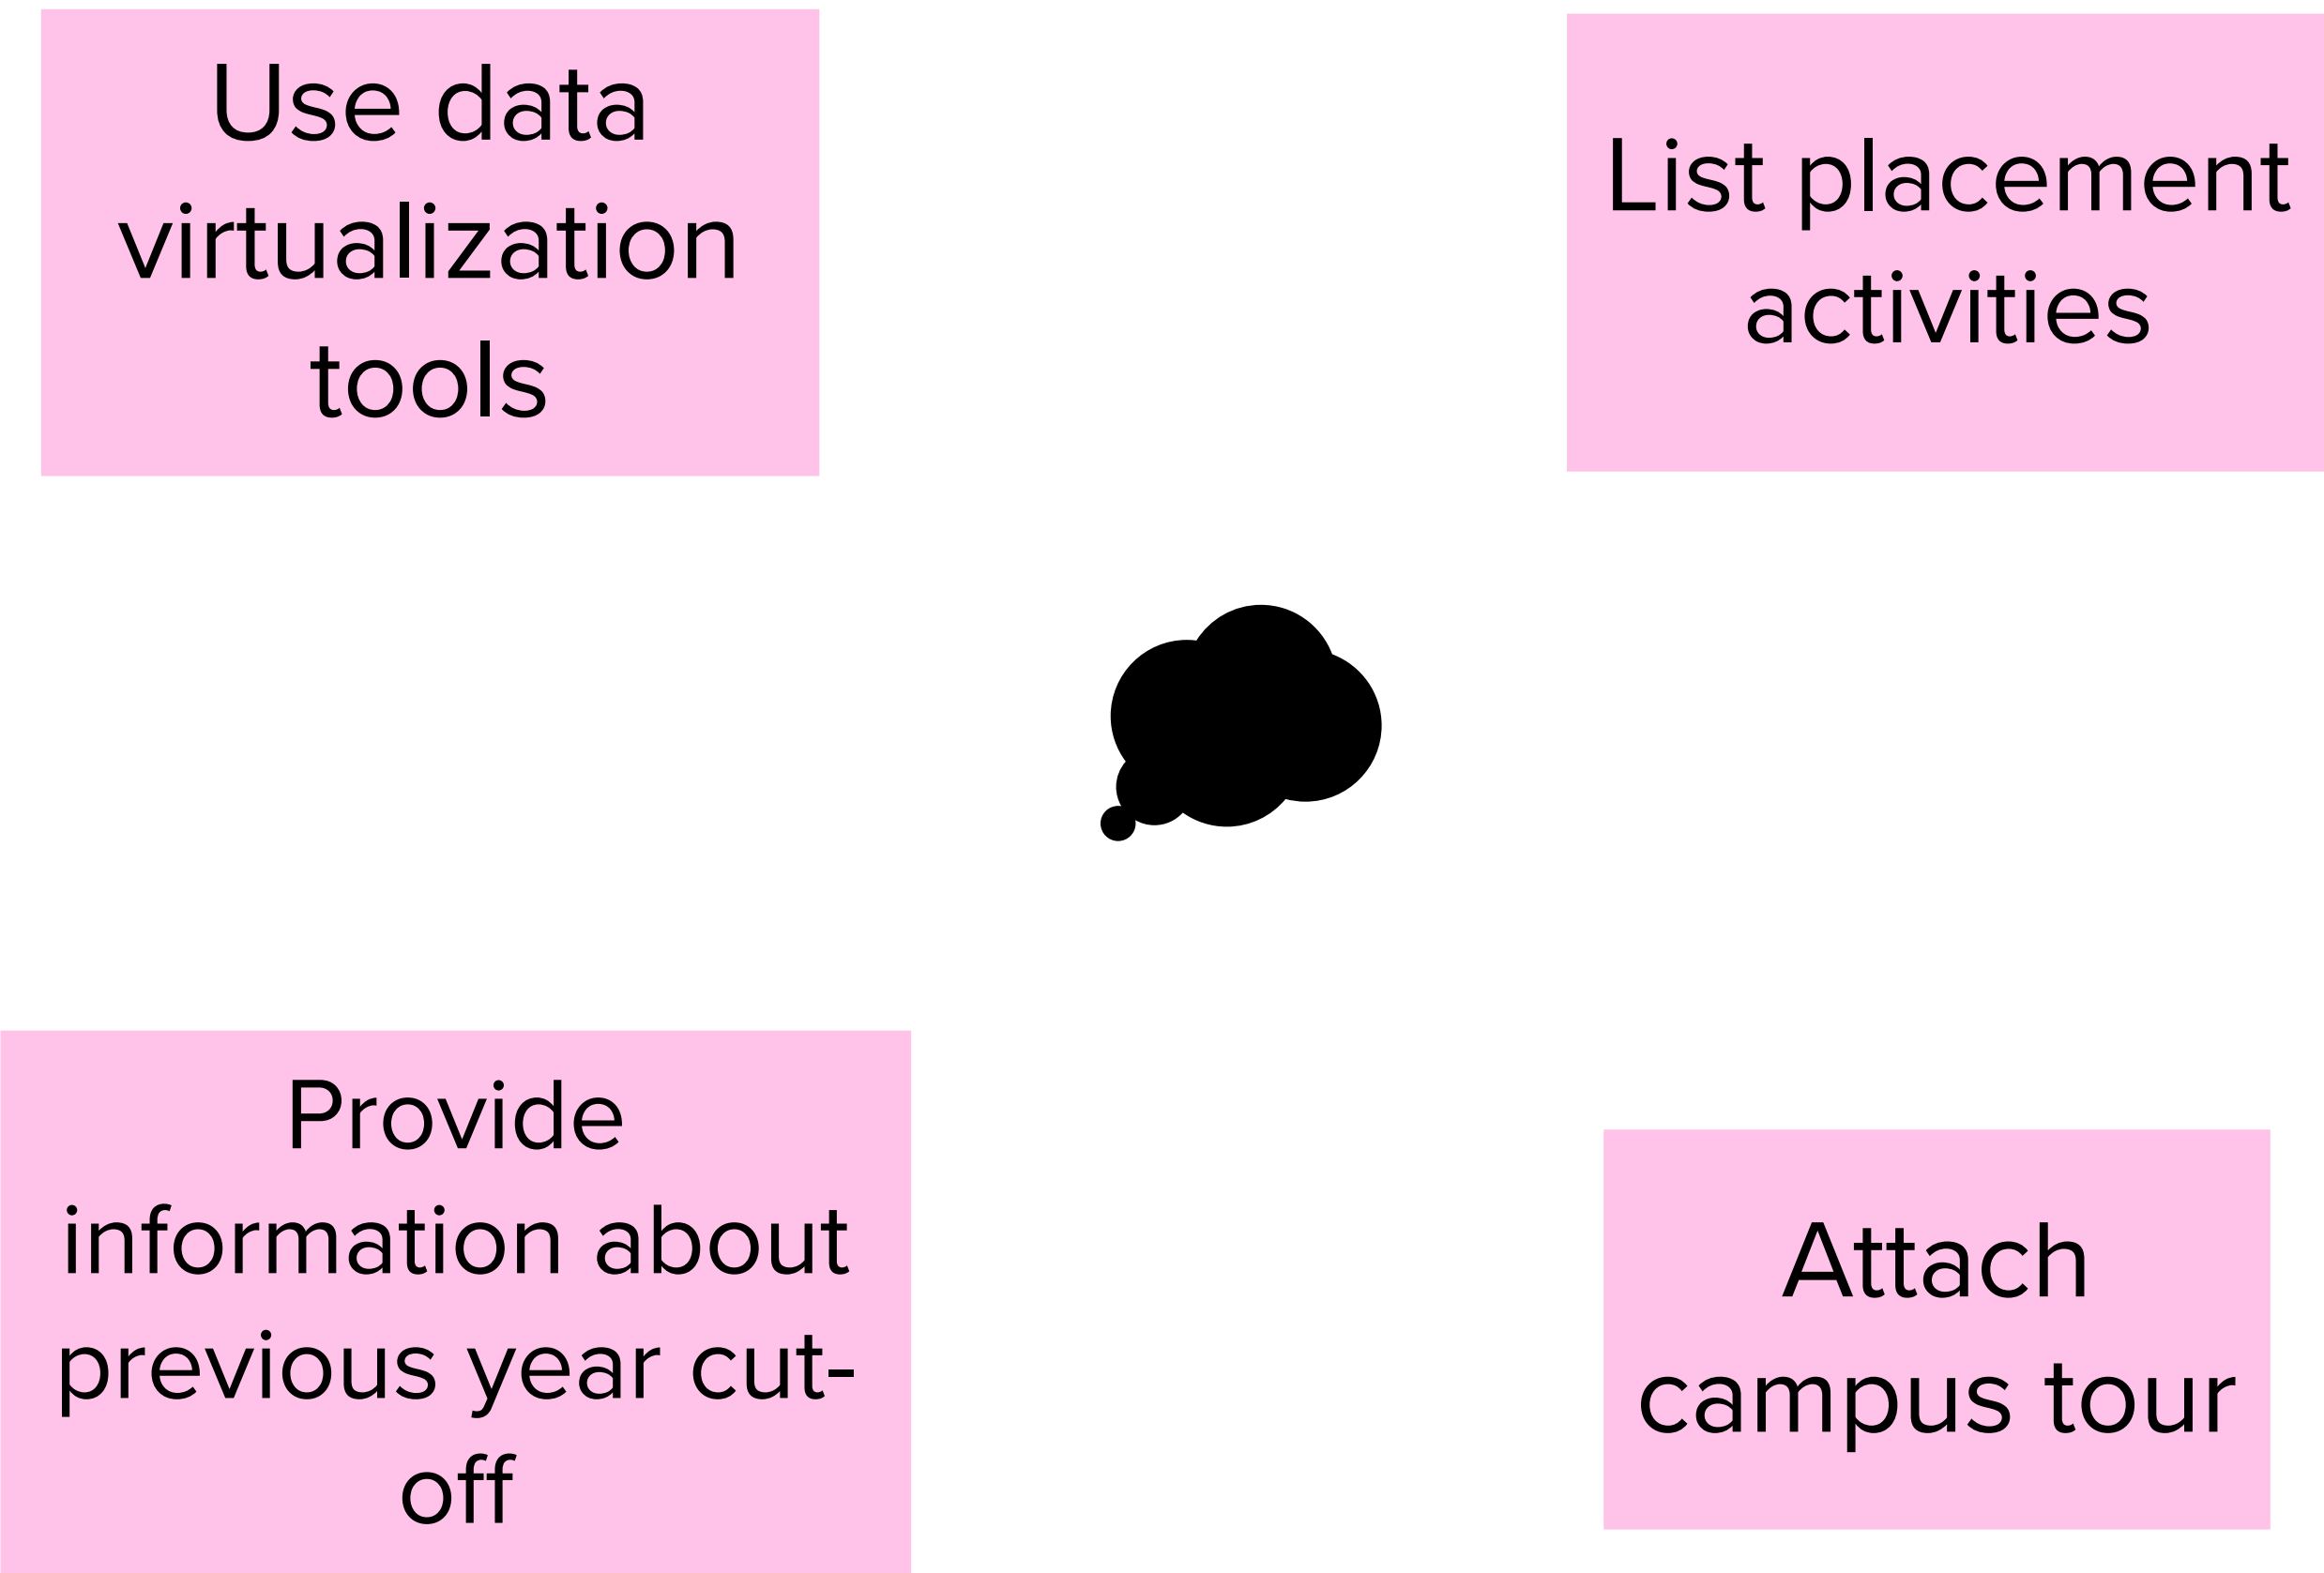 Use data
virtualization
tools
List placement
activities
Provide
information about
previous year cut-
off
Attach
campus tour